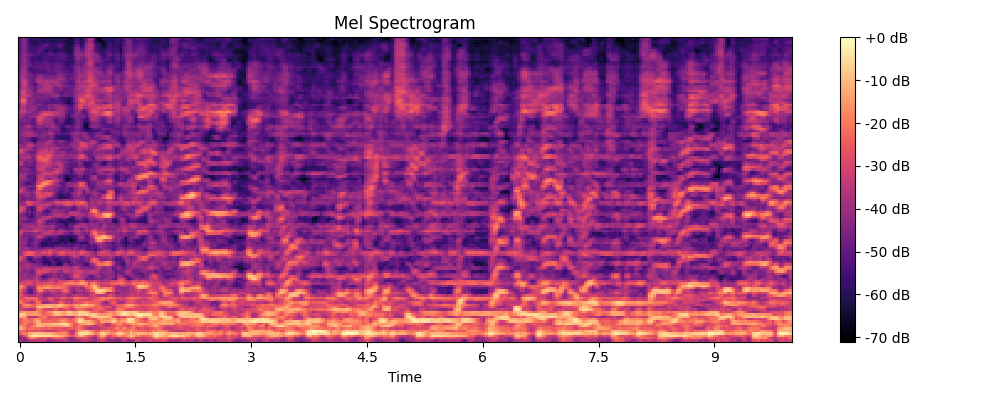 Mel Spectrogram
+0 dB
-10 dB
-20 dB
-30 dB
-40 dB
-50 dB
-60 dB
-70 dB
0
1.5
3
4.5
6
7.5
9
Time